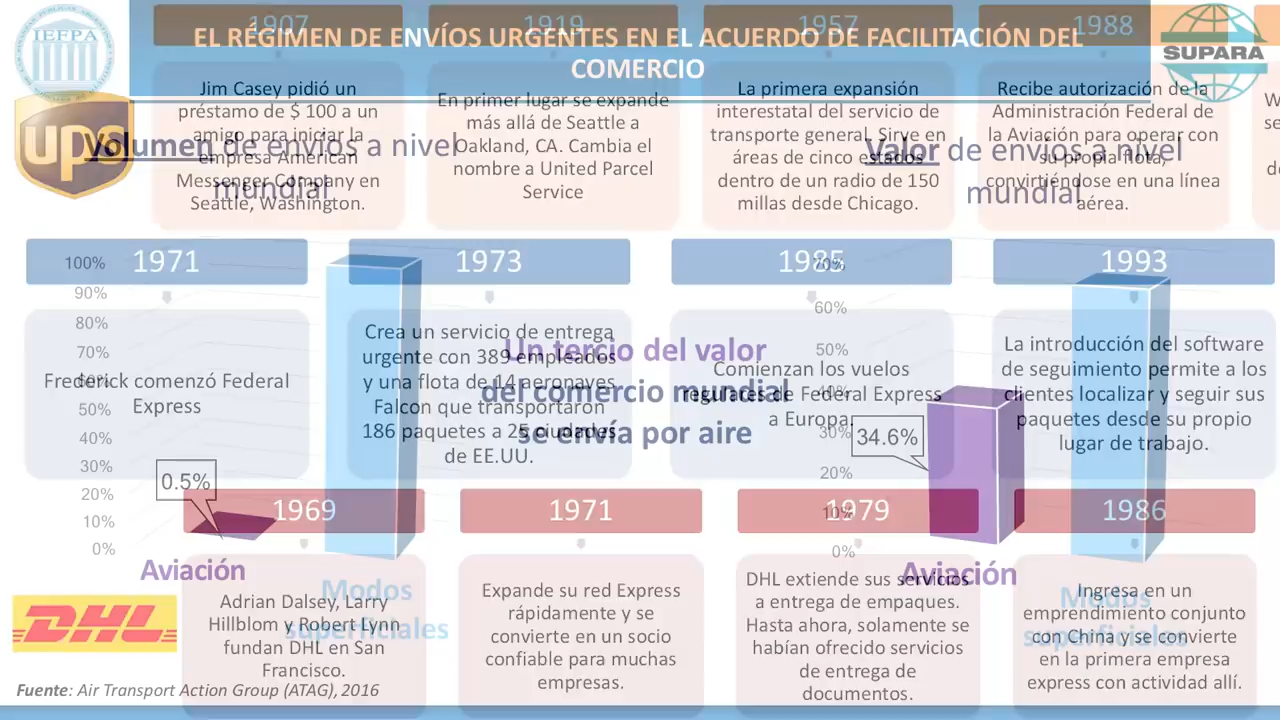 IEFPA
EL RÉGIMEN DE ENVÍOS URGENTES EN EL ACUERDO DE FACILITACIÓN DEL
COMERCIO
SUPARA
ups
1907
Jim Casey pidió un
préstamo de $ 100 a un
amigo para iniciar la
empresa American
Messenger Company en
Seattle, Washington.
1919
En primer lugar se expande
más allá de Seattle a
Oakland, CA. Cambia el
nombre a United Parcel
Service
1957
La primera expansión
interestatal del servicio de
transporte general. Sirve en
áreas de cinco estados
dentro de un radio de 150
millas desde Chicago.
1988
Recibe autorización de la
Administración Federal de
la Aviación para operar con
su propia flota,
convirtiéndose en una línea
aérea.
Volumen de envíos a nivel
mundial
Valor de envíos a nivel
mundial
1971
Frederick comenzó Federal
Express
1973
Crea un servicio de entrega
urgente con 389 empleados
y una flota de 14 aeronaves
Falcon que transportaron
186 paquetes a 25 ciudades
de EE.UU.
1985
Comienzan los vuelos
regulares de Federal Express
a Europa.
1993
La introducción del software
de seguimiento permite a los
clientes localizar y seguir sus
paquetes desde su propio
lugar de trabajo.
100%
90%
80%
70%
60%
50%
40%
30%
20%
10%
0%
0.5%
Aviación
Modos
superficiales
Un tercio del valor
del comercio mundial
se envía por aire
70%
60%
50%
40%
30%
20%
10%
0%
34.6%
Aviación
Modos
superficiales
DHL
1969
Adrian Dalsey, Larry
Hillblom y Robert Lynn
fundan DHL en San
Francisco.
1971
Expande su red Express
rápidamente y se
convierte en un socio
confiable para muchas
empresas.
1979
DHL extiende sus servicios
a entrega de empaques.
Hasta ahora, solamente se
habían ofrecido servicios
de entrega de
documentos.
1986
Ingresa en un
emprendimiento conjunto
con China y se convierte
en la primera empresa
express con actividad allí.
Fuente: Air Transport Action Group (ATAG), 2016